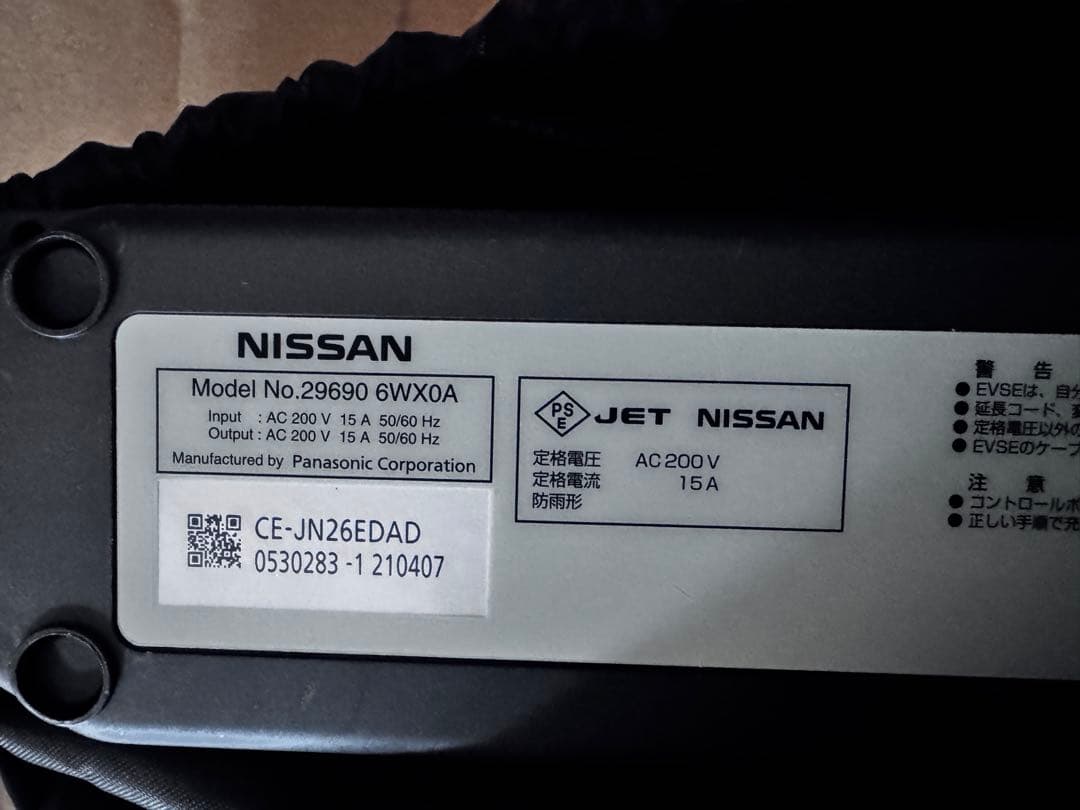 NISSAN
Model No.29690 6WX0A
Input : AC 200 V 15 A 50/60 Hz
Output : AC 200 V 15 A 50/60 Hz
Manufactured by Panasonic Corporation
CE-JN26EDAD
0530283 -1 210407
PS
E
JET NISSAN
定格電圧 AC200V
定格電流 15A
防雨形
警 告
● EVSEは、自分
● 延長コード、変
● 定格電圧以外の
● EVSEのケーブ
注 意
● コントロールボ
● 正しい手順で充